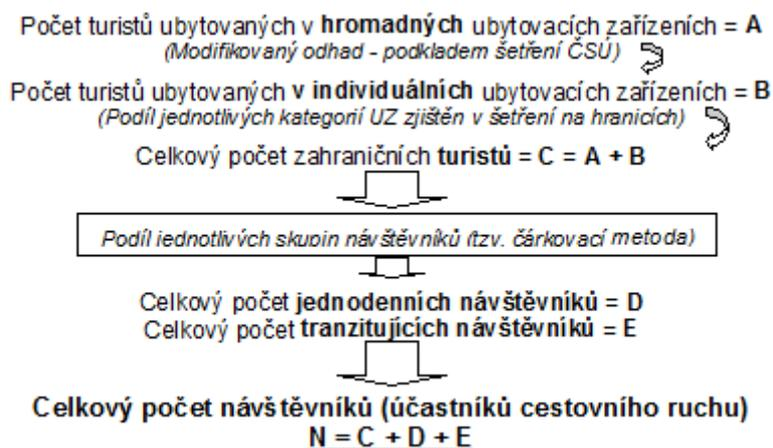 Počet turistů ubytovaných v hromadných ubytovacích zařízeních = A
(Modifikovaný odhad - podkladem šetření ČSÚ)
Počet turistů ubytovaných v individuálních ubytovacích zařízeních = B
(Podíl jednotlivých kategorií UZ zjištěn v šetření na hranicích)
Celkový počet zahraničních turistů = C = A + B
Podíl jednotlivých skupin návštěvníků (tzv. čárkovací metoda)
Celkový počet jednodenních návštěvníků = D
Celkový počet tranzitujících návštěvníků = E
Celkový počet návštěvníků (účastníků cestovního ruchu)
N = C + D + E